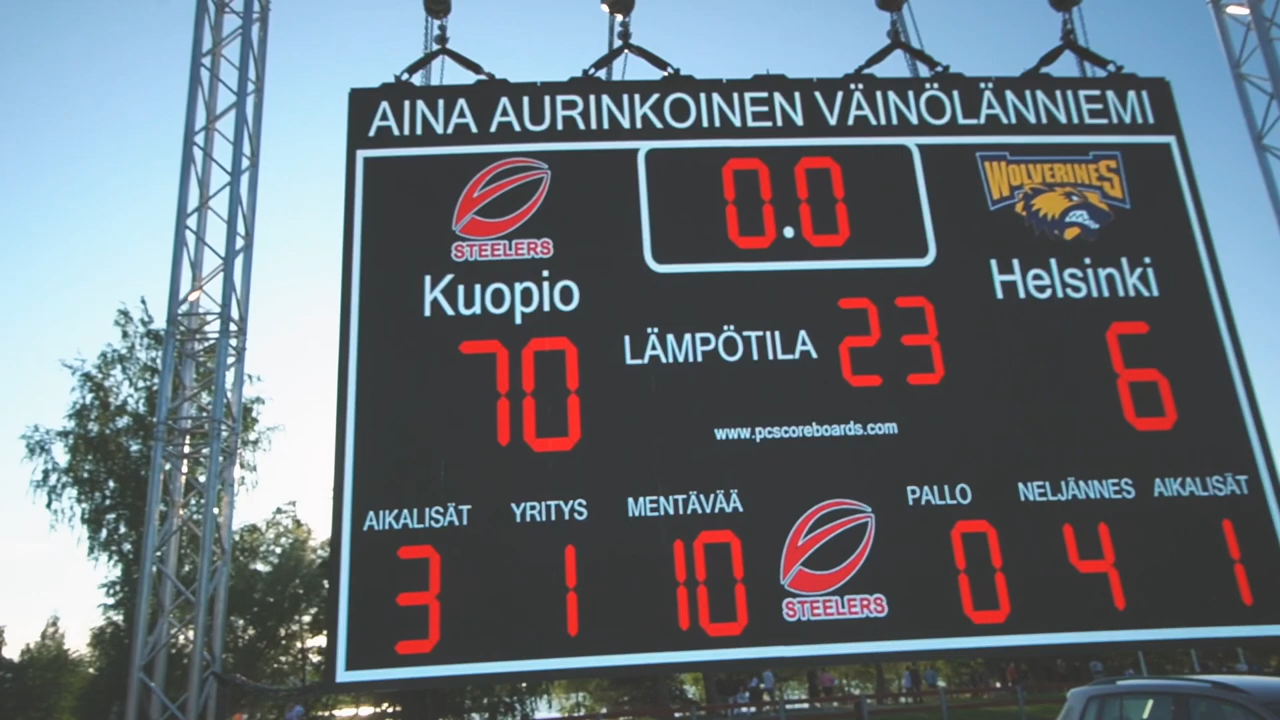 AINA AURINKOINEN VÄINÖLÄNNIEMI
STEELERS
0.0
WOLVERINES
Kuopio
Helsinki
70
LÄMPÖTILA 23
6
www.pcscoreboards.com
AIKALISÄT YRITYS MENTÄVÄÄ PALLO NELJÄNNES AIKALISÄT
3 1 10 0 4 1
STEELERS